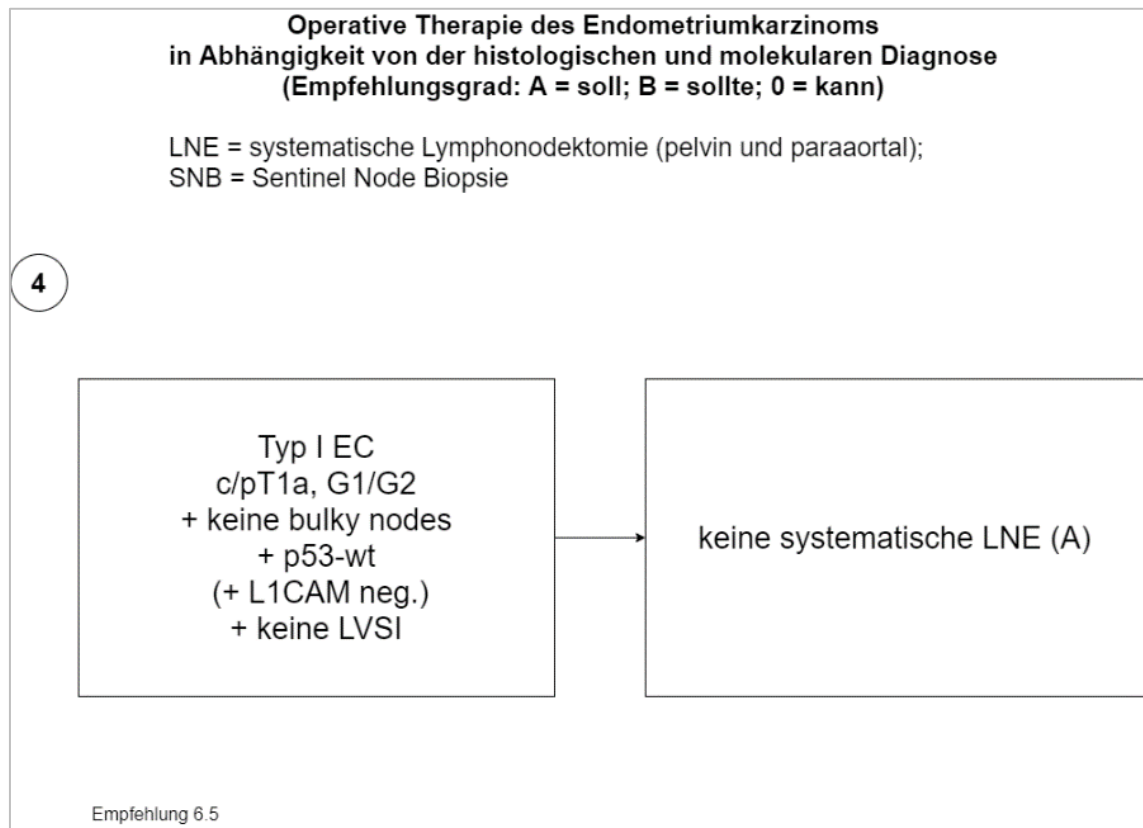 Operative Therapie des Endometriumkarzinoms
in Abhängigkeit von der histologischen und molekularen Diagnose
(Empfehlungsgrad: A = soll; B = sollte; 0 = kann)
LNE = systematische Lymphonodektomie (pelvin und paraaortal);
SNB = Sentinel Node Biopsie
4
Typ I EC
c/pT1a, G1/G2
+ keine bulky nodes
+ p53-wt
(+ L1CAM neg.)
+ keine LVSI
keine systematische LNE (A)
Empfehlung 6.5